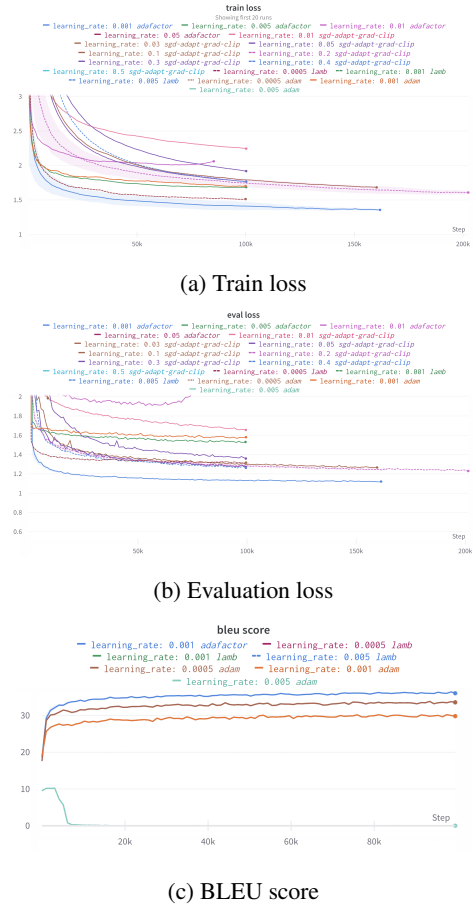 train loss
Showing first 20 runs
learning_rate: 0.001 adafactor learning_rate: 0.005 adafactor learning_rate: 0.01 adafactor
learning_rate: 0.05 adafactor learning_rate: 0.01 sgd-adapt-grad-clip
learning_rate: 0.03 sgd-adapt-grad-clip learning_rate: 0.05 sgd-adapt-grad-clip
learning_rate: 0.1 sgd-adapt-grad-clip learning_rate: 0.2 sgd-adapt-grad-clip
learning_rate: 0.3 sgd-adapt-grad-clip learning_rate: 0.4 sgd-adapt-grad-clip
learning_rate: 0.5 sgd-adapt-grad-clip learning_rate: 0.0005 lamb learning_rate: 0.001 lamb
learning_rate: 0.005 lamb learning_rate: 0.0005 adam learning_rate: 0.001 adam
learning_rate: 0.005 adam
3
2.5
2
1.5
1
Step
50k 100k 150k 200k
(a) Train loss
eval loss
learning_rate: 0.001 adafactor learning_rate: 0.005 adafactor learning_rate: 0.01 adafactor
learning_rate: 0.05 adafactor learning_rate: 0.01 sgd-adapt-grad-clip
learning_rate: 0.03 sgd-adapt-grad-clip learning_rate: 0.05 sgd-adapt-grad-clip
learning_rate: 0.1 sgd-adapt-grad-clip learning_rate: 0.2 sgd-adapt-grad-clip
learning_rate: 0.3 sgd-adapt-grad-clip learning_rate: 0.4 sgd-adapt-grad-clip
learning_rate: 0.5 sgd-adapt-grad-clip learning_rate: 0.0005 lamb learning_rate: 0.001 lamb
learning_rate: 0.005 lamb learning_rate: 0.0005 adam learning_rate: 0.001 adam
learning_rate: 0.005 adam
2
1.8
1.6
1.4
1.2
1
0.8
0.6
Step
50k 100k 150k 200k
(b) Evaluation loss
bleu score
learning_rate: 0.001 adafactor learning_rate: 0.0005 lamb
learning_rate: 0.001 lamb learning_rate: 0.005 lamb
learning_rate: 0.0005 adam learning_rate: 0.001 adam
learning_rate: 0.005 adam
30
20
10
0
Step
20k 40k 60k 80k
(c) BLEU score